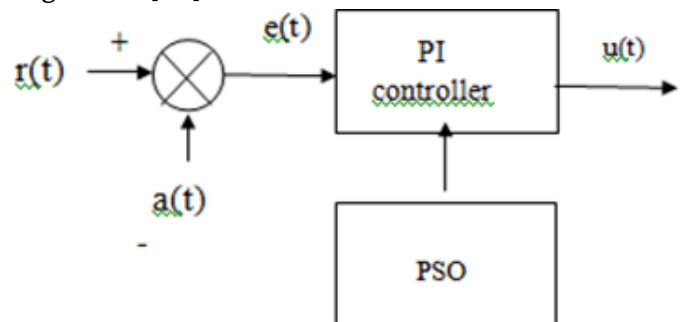 +
e(t)
r(t)
PI
controller
u(t)
a(t)
-
PSO